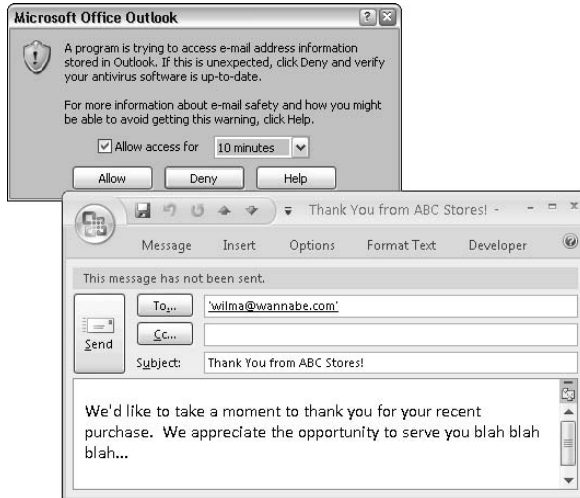 Microsoft Office Outlook
A program is trying to access e-mail address information
stored in Outlook. If this is unexpected, click Deny and verify
your antivirus software is up-to-date.
For more information about e-mail safety and how you might
be able to avoid getting this warning, click Help.
Allow access for 10 minutes
Allow Deny Help
Thank You from ABC Stores! -
Message Insert Options Format Text Developer
This message has not been sent.
To... 'wilma@wannabe.com'
Cc...
Send
Subject: Thank You from ABC Stores!
We'd like to take a moment to thank you for your recent
purchase. We appreciate the opportunity to serve you blah blah
blah...